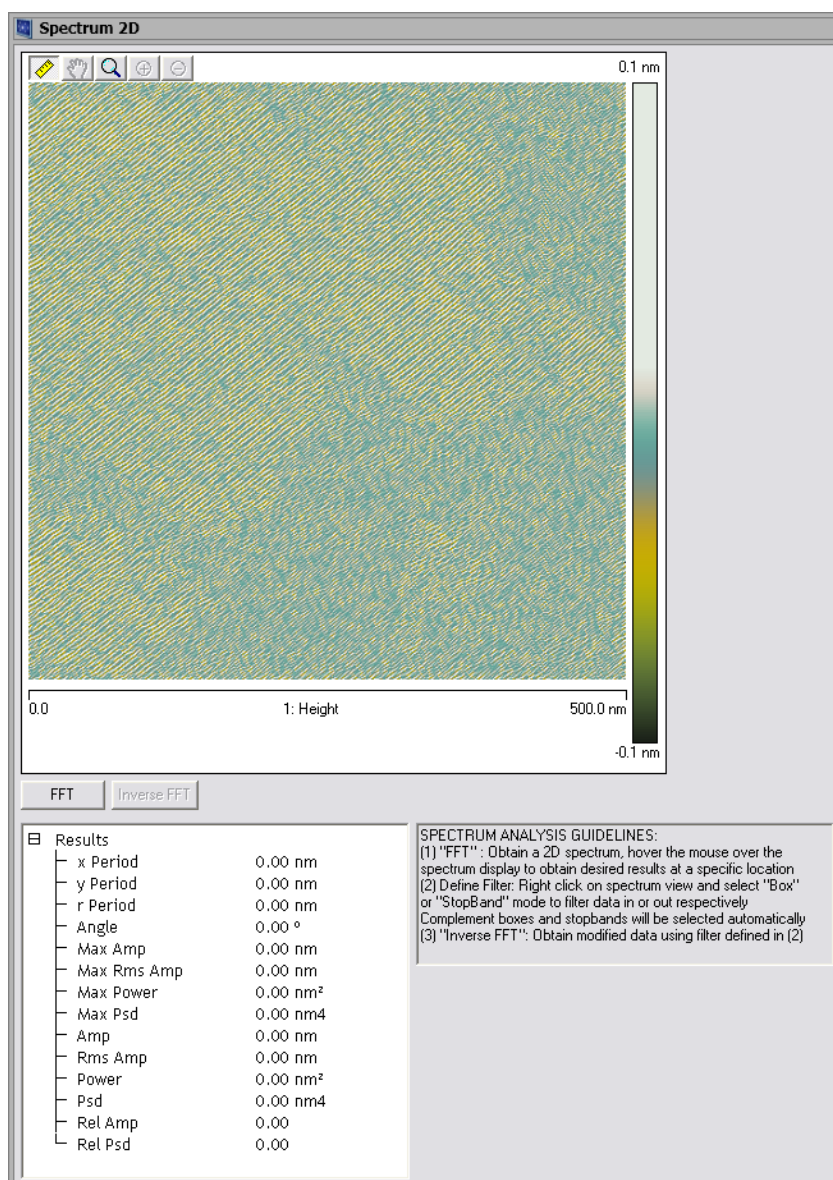 Spectrum 2D
0.1 nm
0.0 1: Height 500.0 nm
-0.1 nm
FFT Inverse FFT
Results
x Period 0.00 nm
y Period 0.00 nm
r Period 0.00 nm
Angle 0.00 º
Max Amp 0.00 nm
Max Rms Amp 0.00 nm
Max Power 0.00 nm²
Max Psd 0.00 nm4
Amp 0.00 nm
Rms Amp 0.00 nm
Power 0.00 nm²
Psd 0.00 nm4
Rel Amp 0.00
Rel Psd 0.00
SPECTRUM ANALYSIS GUIDELINES:
(1) "FFT" : Obtain a 2D spectrum, hover the mouse over the
spectrum display to obtain desired results at a specific location
(2) Define Filter: Right click on spectrum view and select "Box"
or "StopBand" mode to filter data in or out respectively
Complement boxes and stopbands will be selected automatically
(3) "Inverse FFT": Obtain modified data using filter defined in (2)